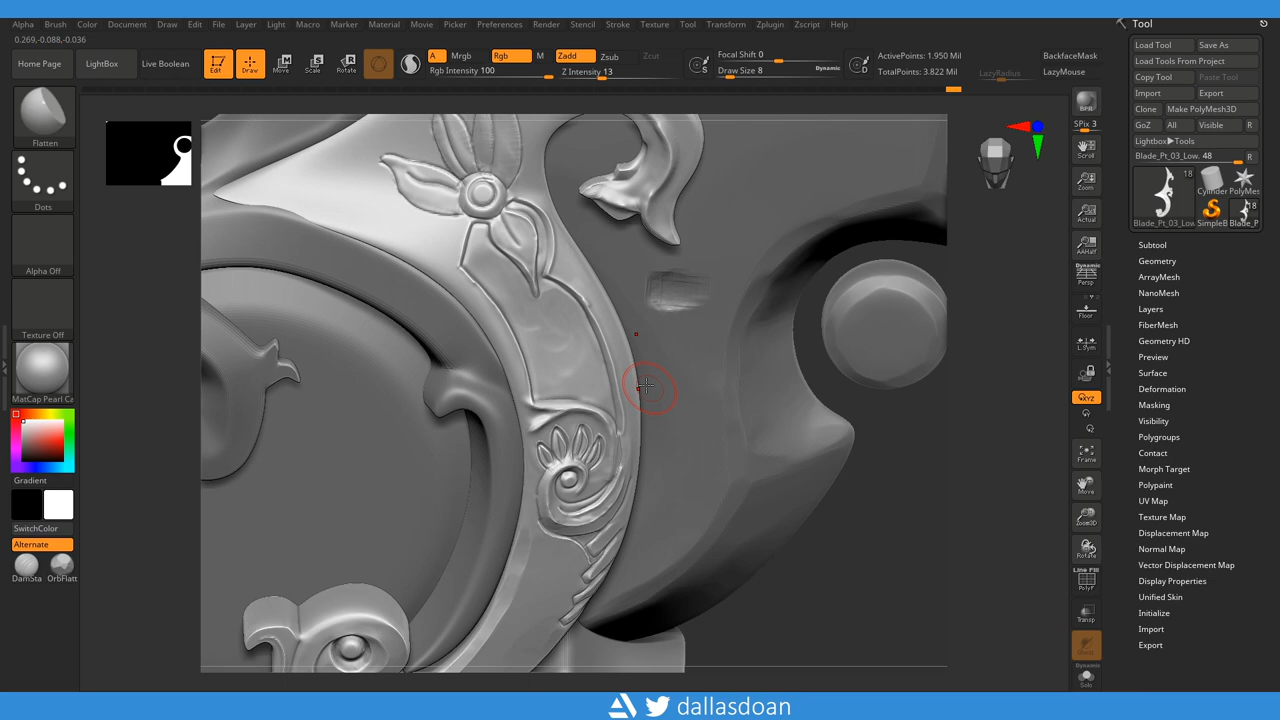 Alpha Brush Color Document Draw Edit File Layer Light Macro Marker Material Movie Picker Preferences Render Stencil Stroke Texture Tool Transform Zplugin Zscript Help
Tool
0.269,-0.088,-0.036
Home Page
LightBox
Live Boolean
Edit
Draw
Move
Scale
Rotate
A
Mrgb
Rgb
M
Zadd
Zsub
Zcut
Rgb Intensity 100
Z Intensity 13
S
Focal Shift 0
Draw Size 8
Dynamic
D
ActivePoints: 1.950 Mil
TotalPoints: 3.822 Mil
LazyRadius
BackfaceMask
LazyMouse
Load Tool Save As
Load Tools From Project
Copy Tool Paste Tool
Import Export
Clone Make PolyMesh3D
GoZ All Visible R
Lightbox▶Tools
Blade_Pt_03_Low. 48 R
18
Cylinder PolyMes
18
Blade_Pt_03_Low SimpleB Blade_P
Subtool
Geometry
ArrayMesh
NanoMesh
Layers
FiberMesh
Geometry HD
Preview
Surface
Deformation
Masking
Visibility
Polygroups
Contact
Morph Target
Polypaint
UV Map
Texture Map
Displacement Map
Normal Map
Vector Displacement Map
Display Properties
Unified Skin
Initialize
Import
Export
Flatten
Dots
Alpha Off
Texture Off
MatCap Pearl Ca
Gradient
SwitchColor
Alternate
DamSta OrbFlatt
BPR
SPix 3
Scroll
Zoom
Actual
AAHalf
Dynamic
Persp
Floor
L.Sym
XYZ
Frame
Move
Zoom3D
Rotate
Line Fill
PolyF
Transp
Ghost
Dynamic
Solo
dallasdoan